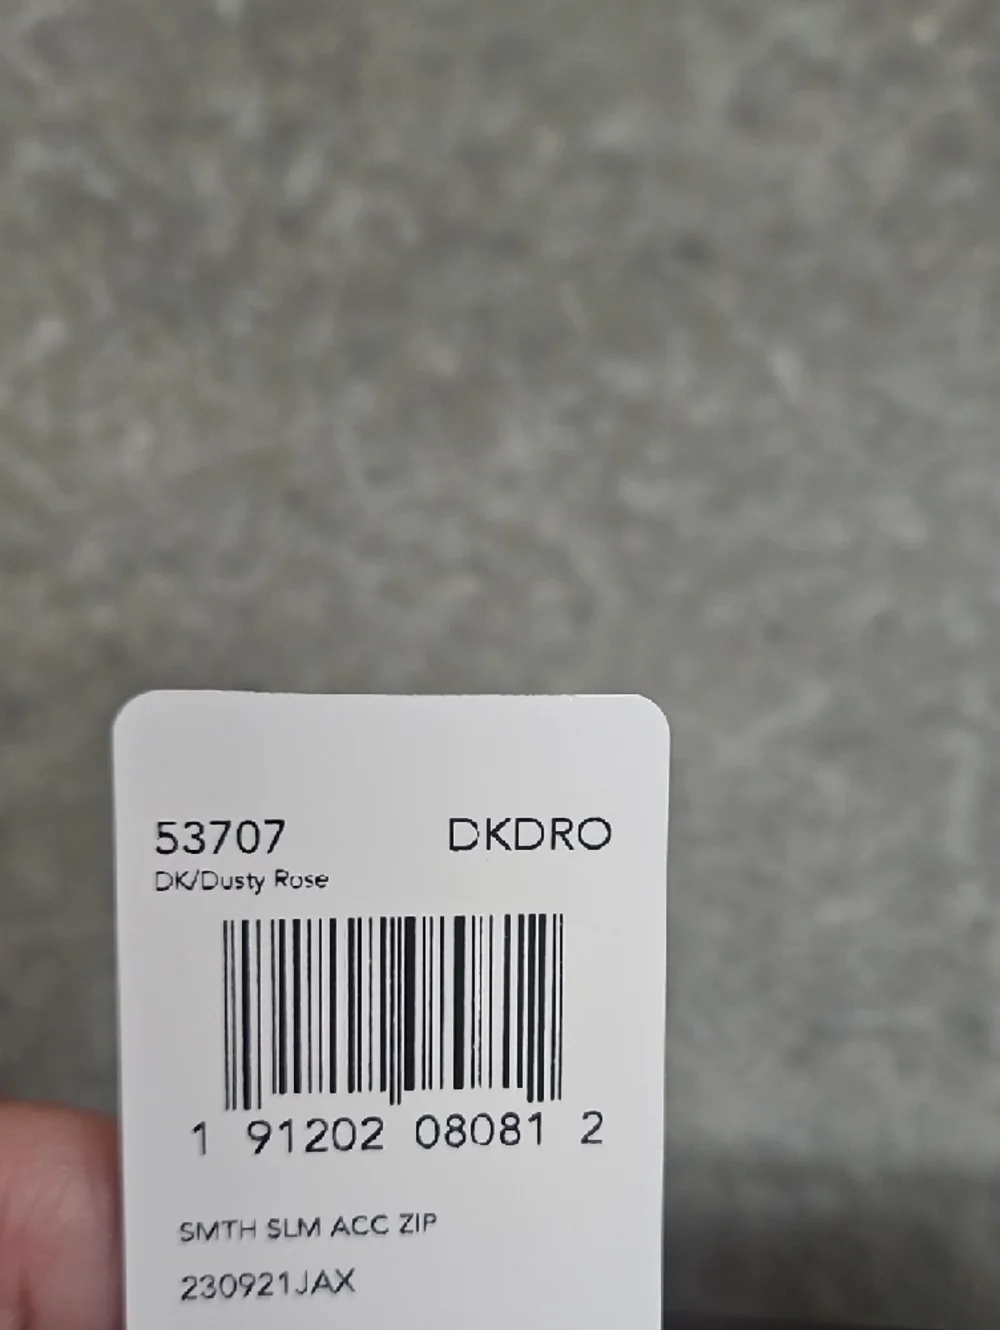 53707 DKDRO
DK/Dusty Rose
1 91202 08081 2
SMTH SLM ACC ZIP
230921JAX